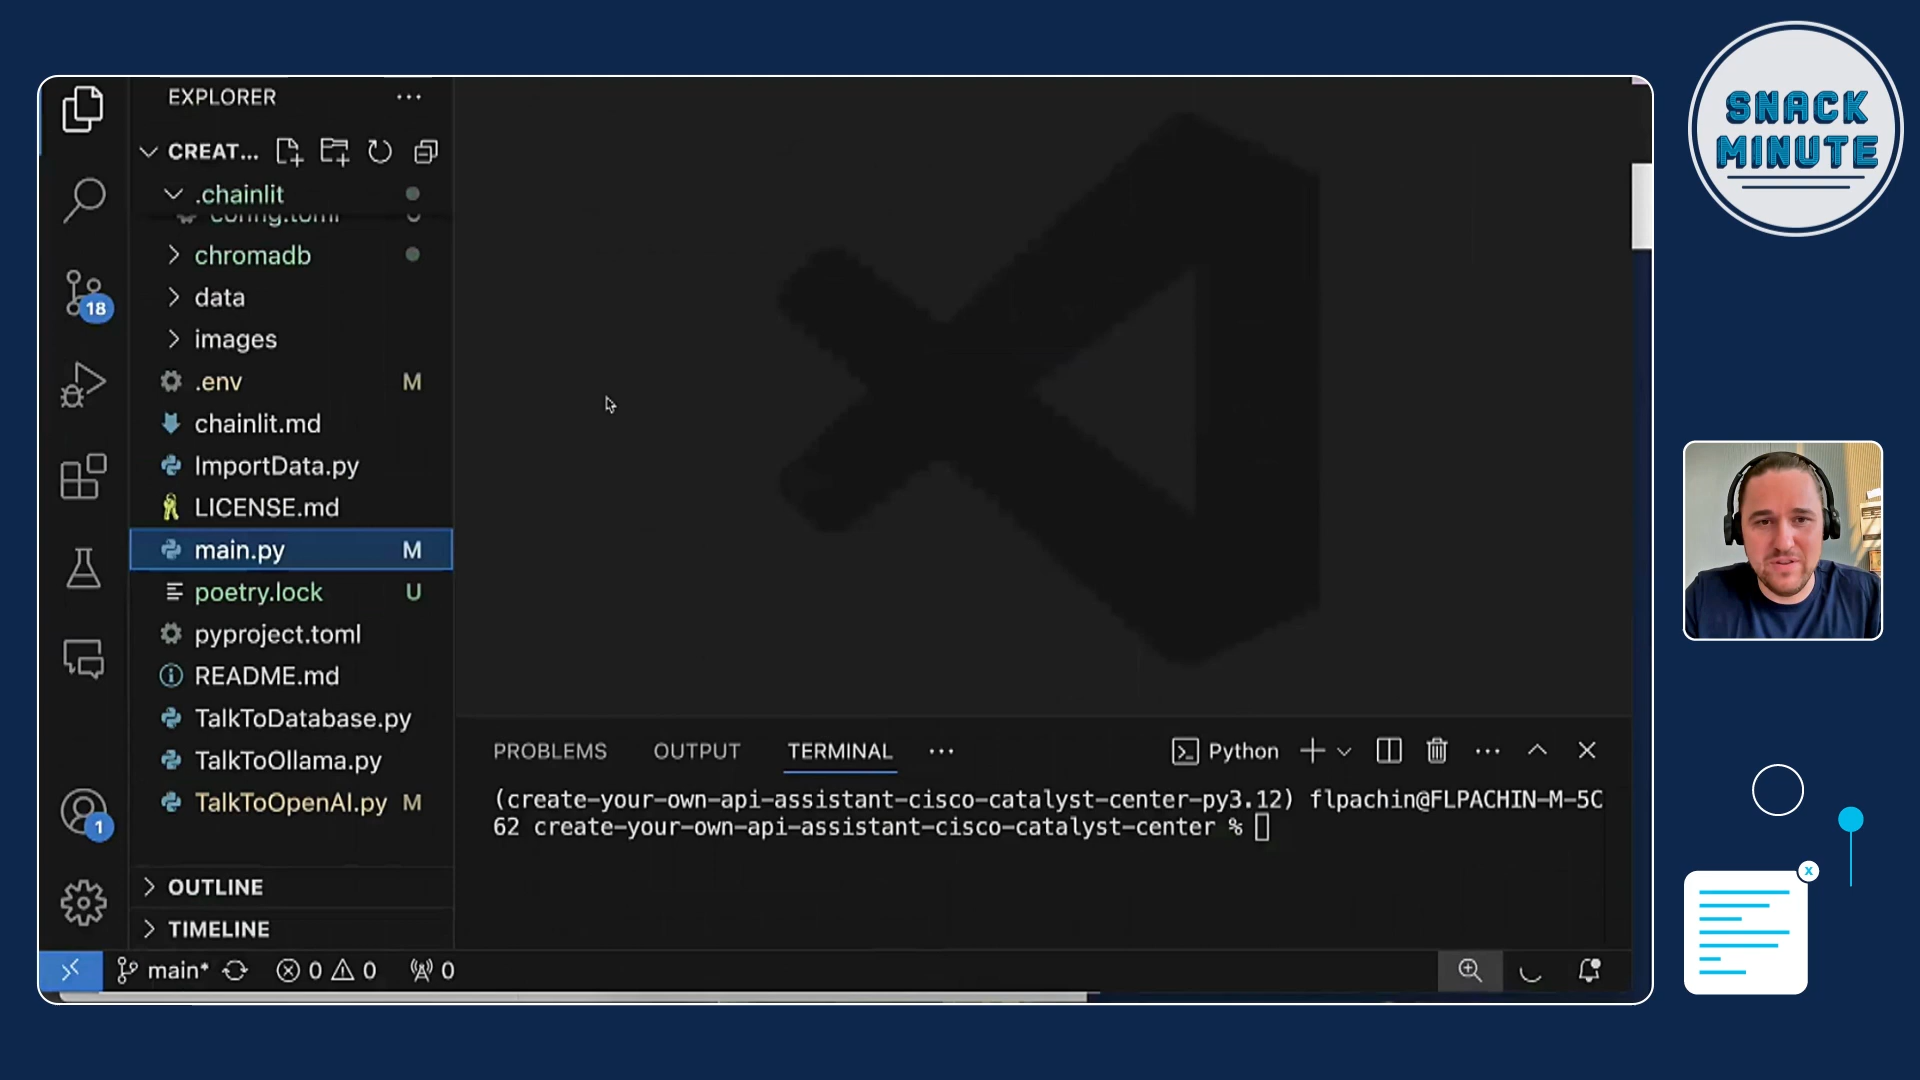 EXPLORER
SNACK
MINUTE
CREAT...
.chainlit
config.toml
chromadb
18
data
images
.env M
chainlit.md
ImportData.py
LICENSE.md
main.py M
poetry.lock U
pyproject.toml
README.md
TalkToDatabase.py
TalkToOllama.py
TalkToOpenAI.py M
1
OUTLINE
TIMELINE
PROBLEMS OUTPUT TERMINAL ... Python
(create-your-own-api-assistant-cisco-catalyst-center-py3.12) flpachin@FLPACHIN-M-5C
62 create-your-own-api-assistant-cisco-catalyst-center %
x
main* 0 0 0